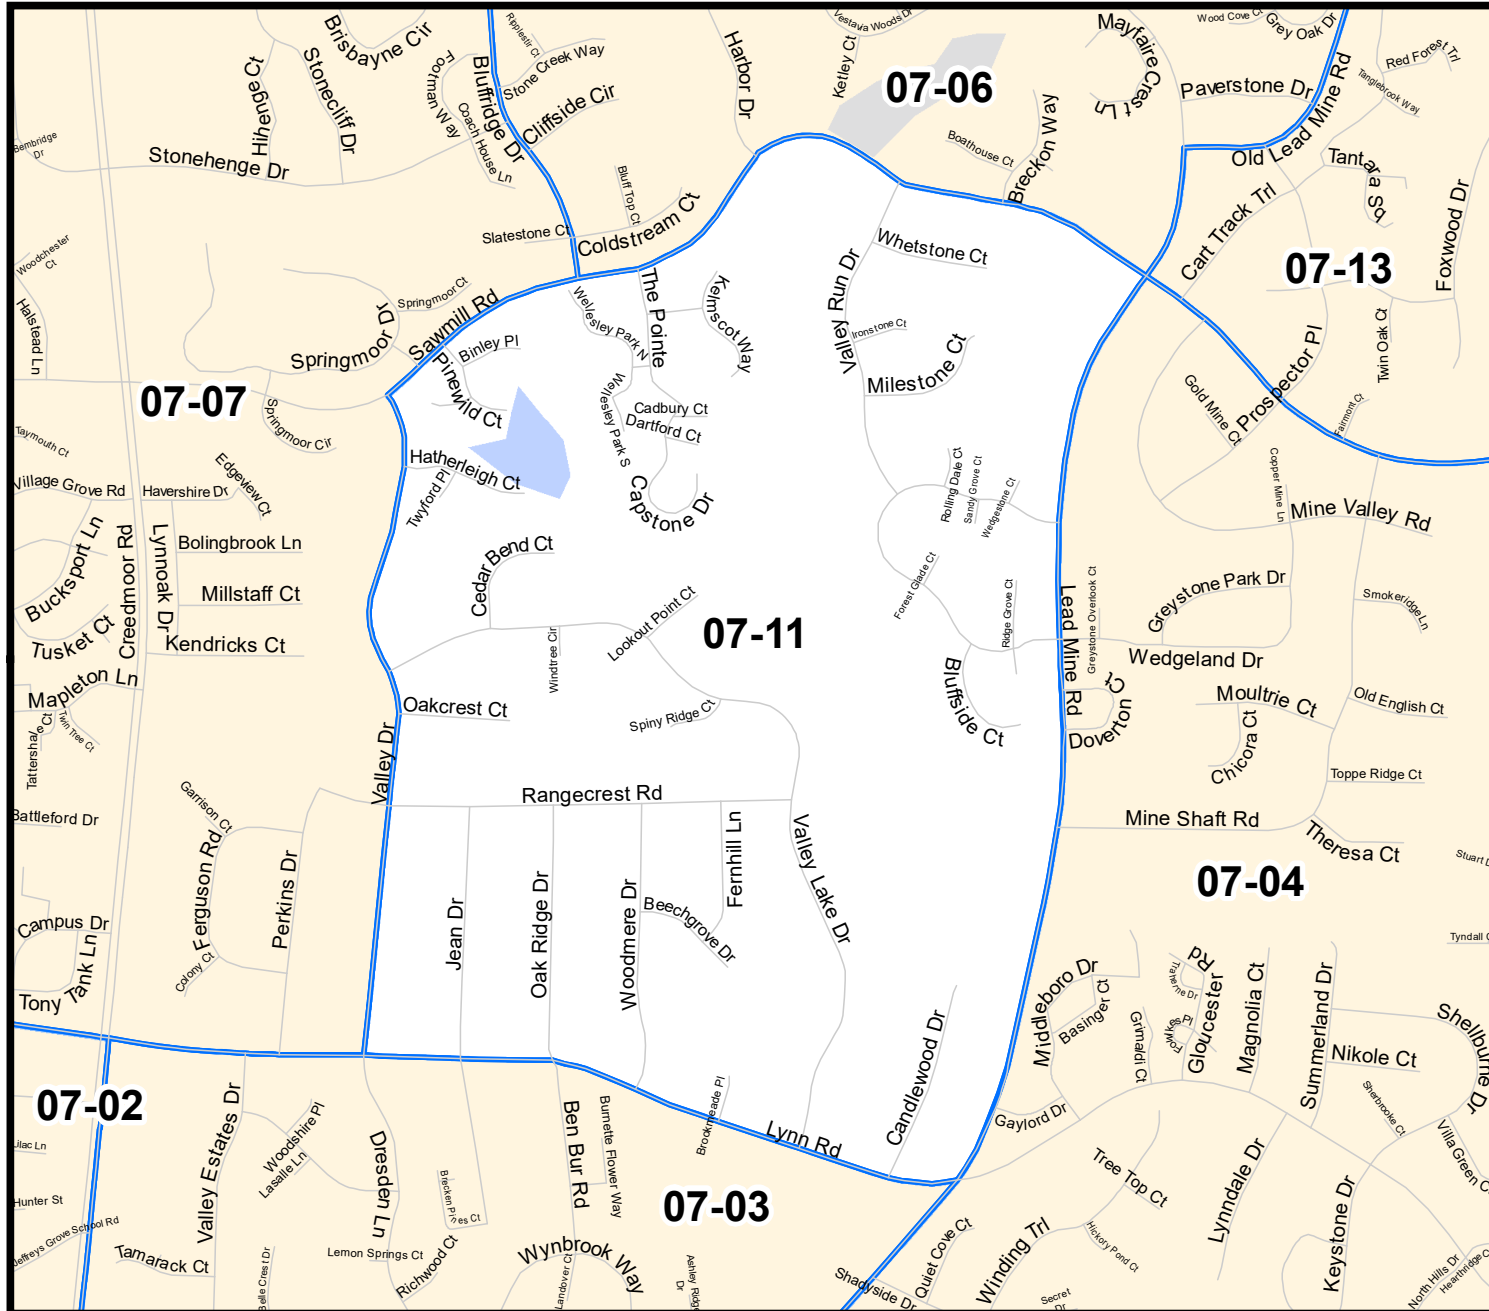 Brisbayne Cir
Hihenge Ct
Stonecliff Dr
Footman Way
Coach House Ln
Bluffridge Dr
Stone Creek Way
Cliffside Cir
Harbor Dr
Ketley Ct
Vestavia Woods Dr
07-06
Mayfaire Crest Ln
Wood Cove Ct
Grey Oak Dr
Red Forest Trl
Tanglebrook Way
Paverstone Dr
Old Lead Mine Rd
Bembridge
Dr
Stonehenge Dr
Boathouse Ct
Breckon Way
Tantara Sq
Foxwood Dr
Bluff Top Ct
Slatestone Ct
Coldstream Ct
Cart Track Trl
07-13
Woodchester
Ct
Halstead Ln
Springmoor Ct
Springmoor Dr
Sawmill Rd
Whetstone Ct
Valley Run Dr
Ironstone Ct
Milestone Ct
The Pointe
Kelmscot Way
Wellesley Park N
Wellesley Park S
Binley Pl
Pinewild Ct
Cadbury Ct
Dartford Ct
Capstone Dr
Prospector Pl
Gold Mine Ct
Twin Oak Ct
Fairmont Ct
07-07
Springmoor Cir
Taymouth Ct
Village Grove Rd
Havershire Dr
Edgeview Ct
Hatherleigh Ct
Twyford Pl
Rolling Dale Ct
Sandy Grove Ct
Wedgestone Ct
Copper Mine Ln
Mine Valley Rd
Bucksport Ln
Creedmoor Rd
Lynnoak Dr
Bolingbrook Ln
Millstaff Ct
Kendricks Ct
Tusket Ct
Cedar Bend Ct
Windtree Cir
Lookout Point Ct
07-11
Forest Glade Ct
Ridge Grove Ct
Lead Mine Rd
Greystone Overlook Ct
Greystone Park Dr
Smokeridge Ln
Wedgeland Dr
Mapleton Ln
Tattershale Ct
Twin Tree Ct
Oakcrest Ct
Spiny Ridge Ct
Bluffside Ct
Doverton Ct
Moultrie Ct
Old English Ct
Chicora Ct
Toppe Ridge Ct
Valley Dr
Rangecrest Rd
Mine Shaft Rd
Theresa Ct
Stuart D
Battleford Dr
Garrison Ct
Ferguson Rd
Perkins Dr
Colony Ct
Jean Dr
Oak Ridge Dr
Woodmere Dr
Fernhill Ln
Beechgrove Dr
Valley Lake Dr
07-04
Campus Dr
Tony Tank Ln
Tyndall C
Mippleboro Dr
Basinger Ct
Traherne Dr
Fowlkes Pl
Gloucester Rd
Grimaldi Ct
Magnolia Ct
Summerland Dr
Nikole Ct
Shellburne Dr
Candlewood Dr
Gaylord Dr
Sherbrooke Ct
Villa Green C
07-02
Lilac Ln
Hunter St
Jeffreys Grove School Rd
Valley Estates Dr
Woodshire Pl
Lasalle Ln
Tamarack Ct
Belle Crest Dr
Dresden Ln
Lemon Springs Ct
Richwood Ct
Ben Bur Rd
Burnette Flower Way
Brockmeade Pl
Lynn Rd
07-03
Wynbrook Way
Landover Ct
Ashley Ridge
Dr
Shadyside Dr
Quiet Cove Ct
Winding Trl
Secret
Dr
Tree Top Ct
Hickory Pond Ct
Lynndale Dr
Keystone Dr
North Hills Dr
Hearthridge C